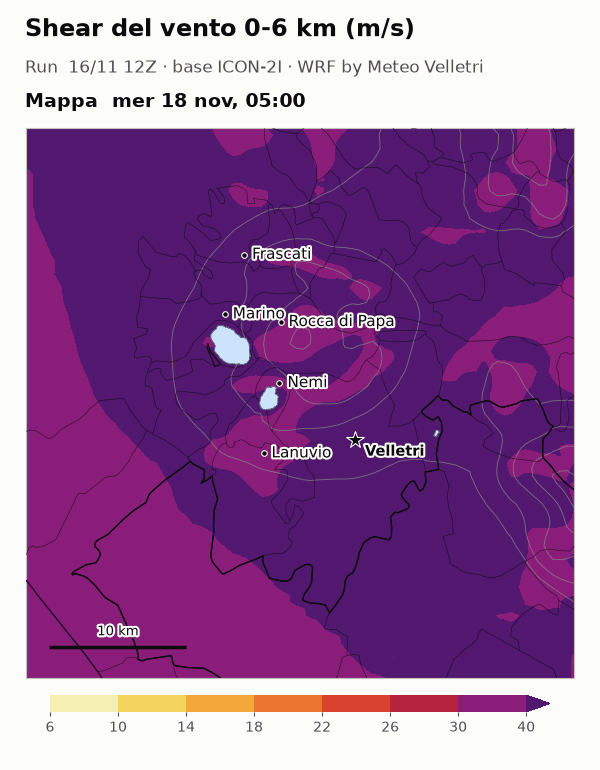 Shear del vento 0-6 km (m/s)
Run  16/11 12Z · base ICON-2I · WRF by Meteo Velletri
Mappa  mer 18 nov, 05:00
Frascati
Marino
Rocca di Papa
Nemi
Lanuvio
Velletri
10 km
6 10 14 18 22 26 30 40